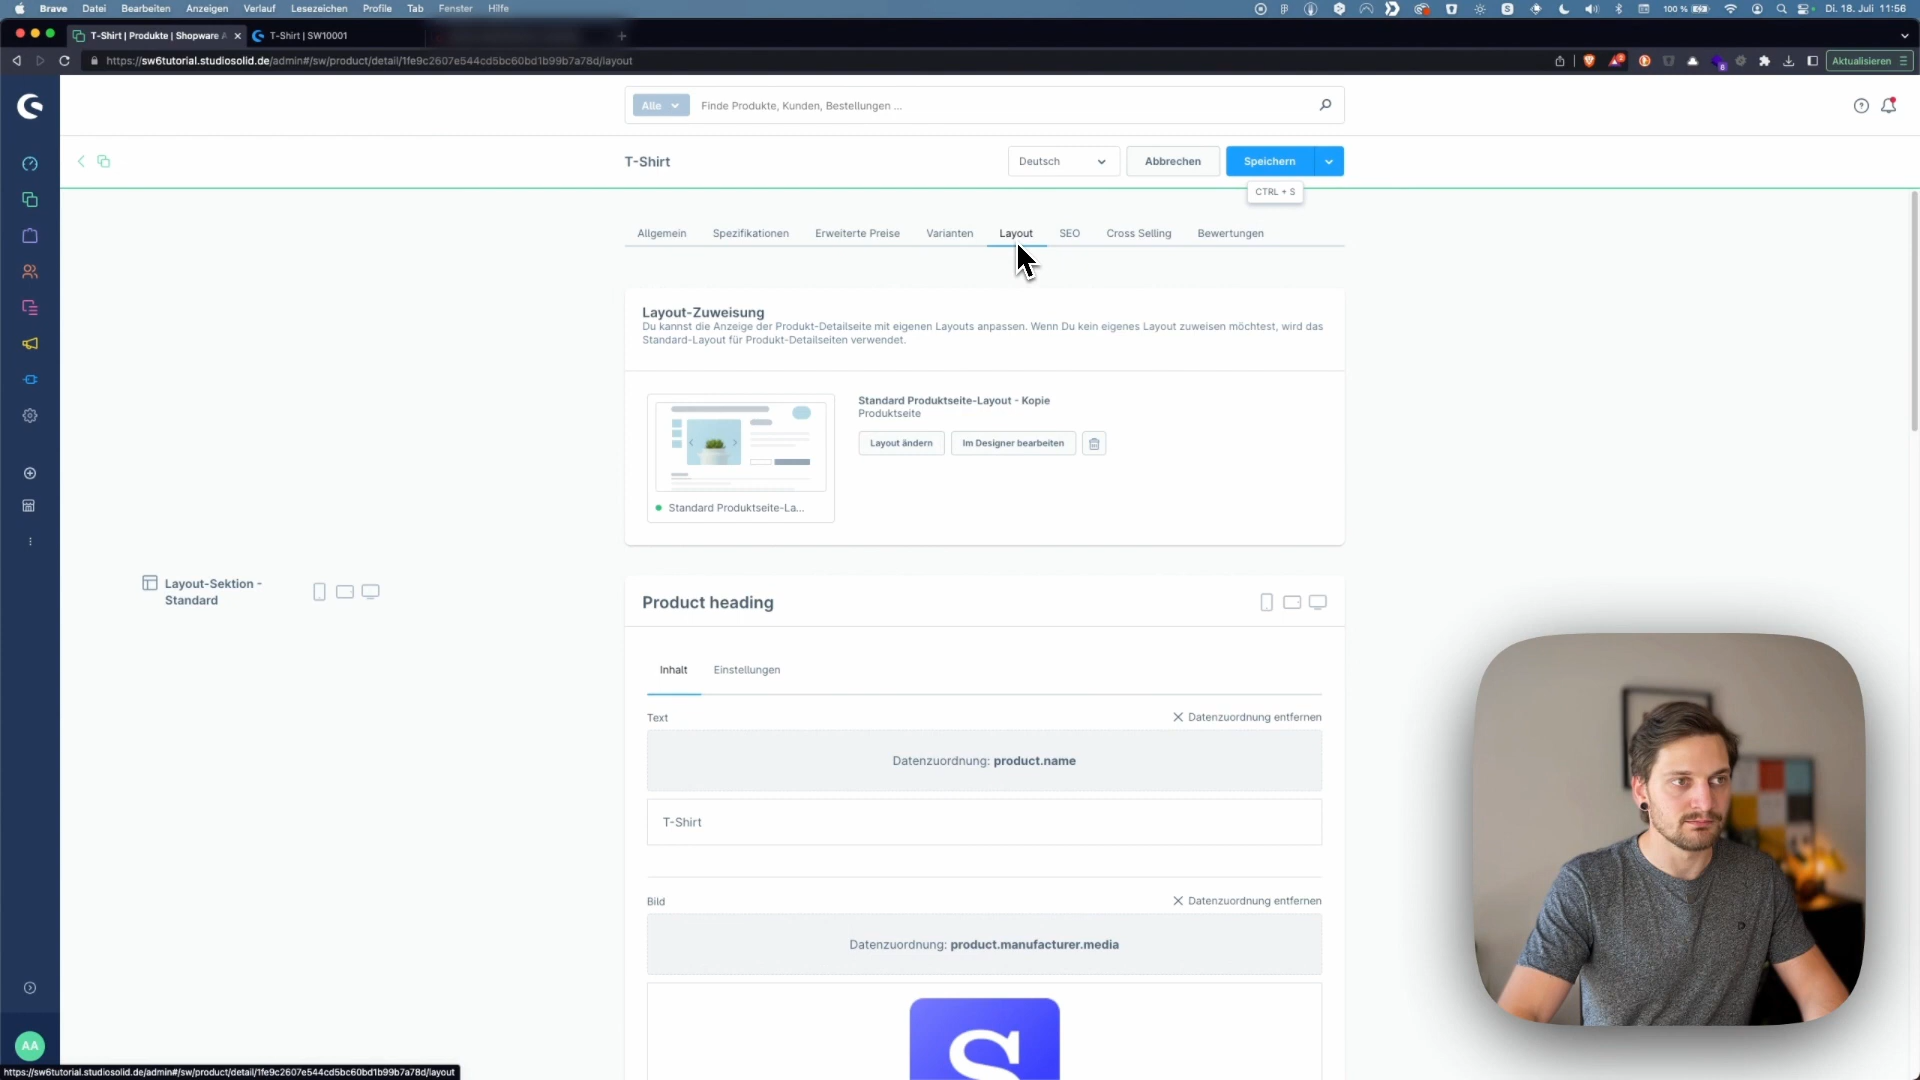 Brave Datei Bearbeiten Anzeigen Verlauf Lesezeichen Profile Tab Fenster Hilfe 100 % Di. 18. Juli 11:56
T-Shirt | Produkte | Shopware A T-Shirt | SW10001
https://sw6tutorial.studiosolid.de/admin#/sw/product/detail/1fe9c2607e544cd5bc60bd1b99b7a78d/layout Aktualisieren
Alle Finde Produkte, Kunden, Bestellungen ...
T-Shirt Deutsch Abbrechen Speichern
CTRL + S
Allgemein Spezifikationen Erweiterte Preise Varianten Layout SEO Cross Selling Bewertungen
Layout-Zuweisung
Du kannst die Anzeige der Produkt-Detailseite mit eigenen Layouts anpassen. Wenn Du kein eigenes Layout zuweisen möchtest, wird das
Standard-Layout für Produkt-Detailseiten verwendet.
Standard Produktseite-Layout - Kopie
Produktseite
Layout ändern Im Designer bearbeiten
Standard Produktseite-La...
Layout-Sektion -
Standard
Product heading
Inhalt Einstellungen
Text Datenzuordnung entfernen
Datenzuordnung: product.name
T-Shirt
Bild Datenzuordnung entfernen
Datenzuordnung: product.manufacturer.media
S
AA
https://sw6tutorial.studiosolid.de/admin#/sw/product/detail/1fe9c2607e544cd5bc60bd1b99b7a78d/layout